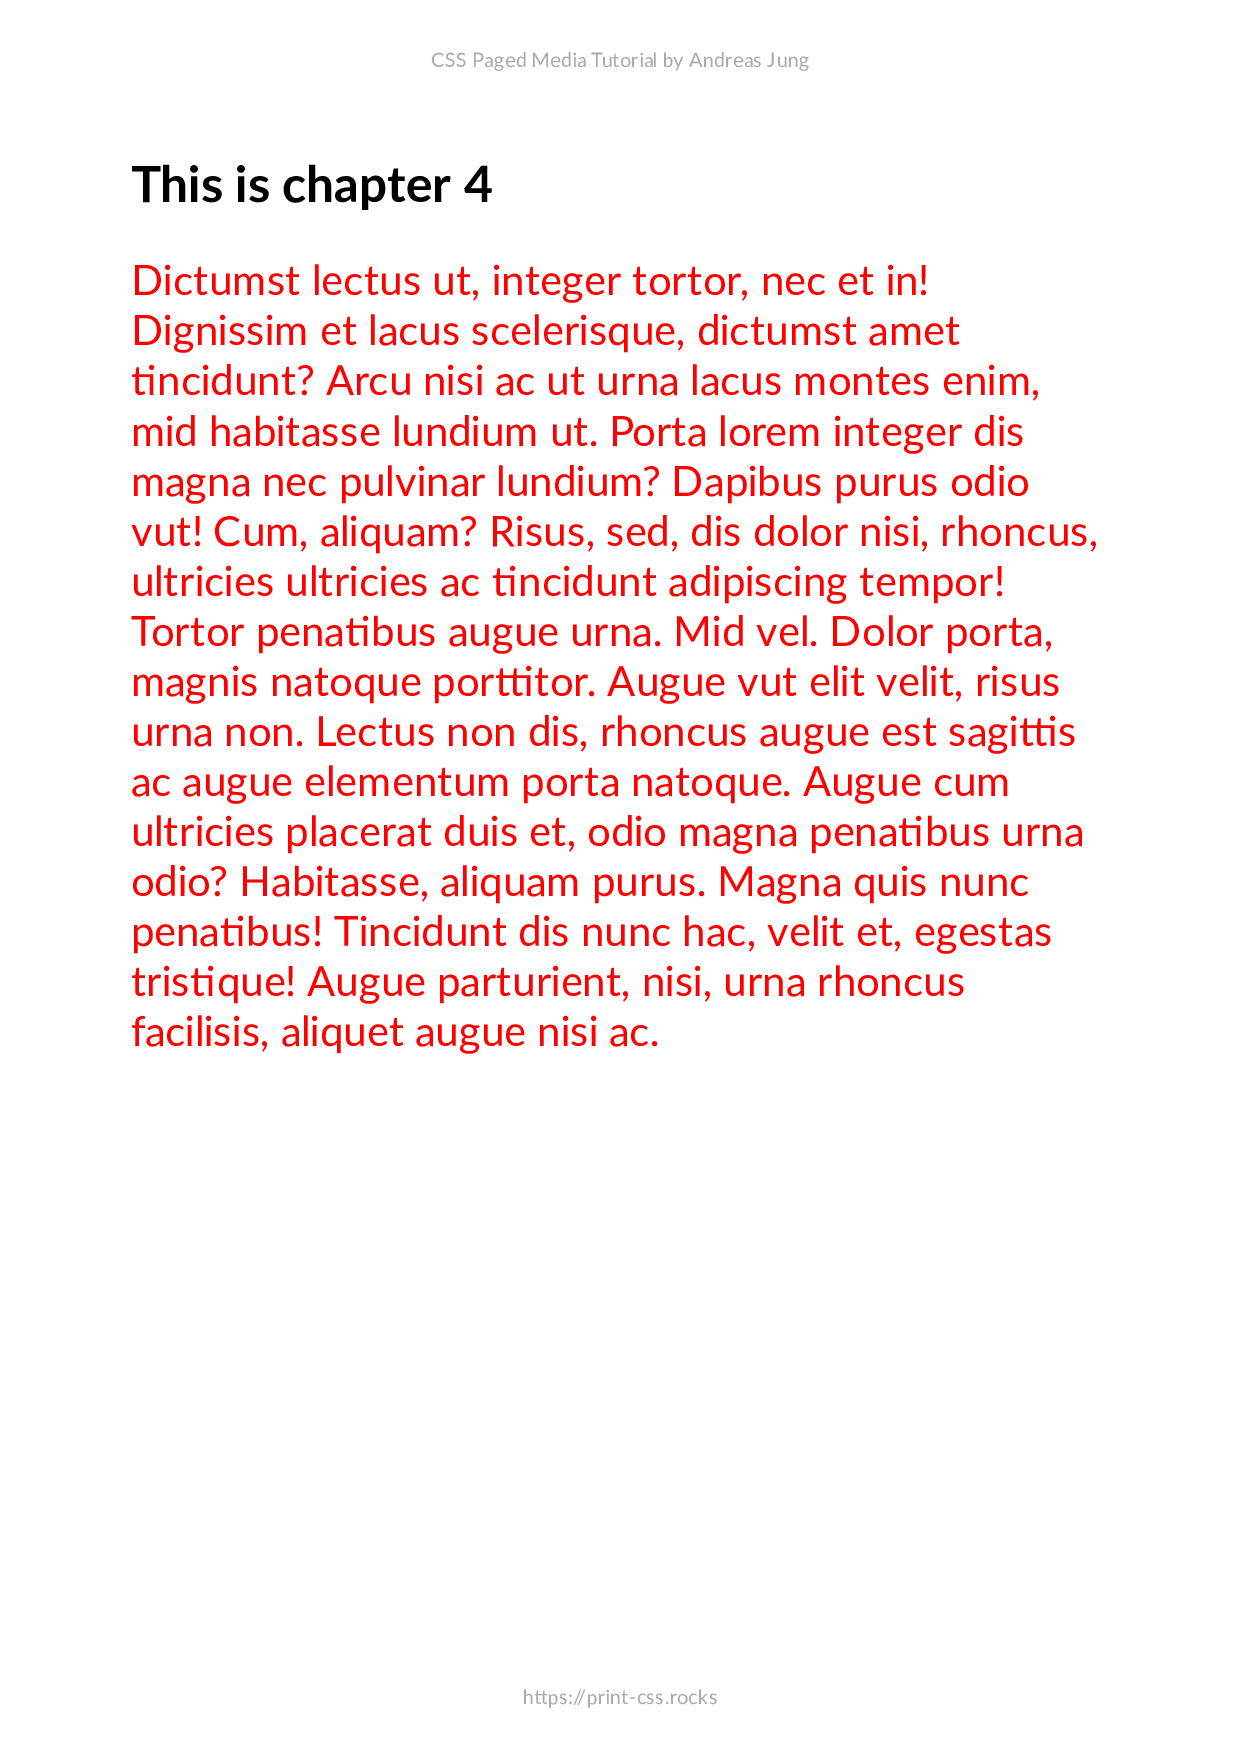 CSS Paged Media Tutorial by Andreas Jung
This is chapter 4
Dictumst lectus ut, integer tortor, nec et in!
Dignissim et lacus scelerisque, dictumst amet
tincidunt? Arcu nisi ac ut urna lacus montes enim,
mid habitasse lundium ut. Porta lorem integer dis
magna nec pulvinar lundium? Dapibus purus odio
vut! Cum, aliquam? Risus, sed, dis dolor nisi, rhoncus,
ultricies ultricies ac tincidunt adipiscing tempor!
Tortor penatibus augue urna. Mid vel. Dolor porta,
magnis natoque porttitor. Augue vut elit velit, risus
urna non. Lectus non dis, rhoncus augue est sagittis
ac augue elementum porta natoque. Augue cum
ultricies placerat duis et, odio magna penatibus urna
odio? Habitasse, aliquam purus. Magna quis nunc
penatibus! Tincidunt dis nunc hac, velit et, egestas
tristique! Augue parturient, nisi, urna rhoncus
facilisis, aliquet augue nisi ac.
https://print-css.rocks